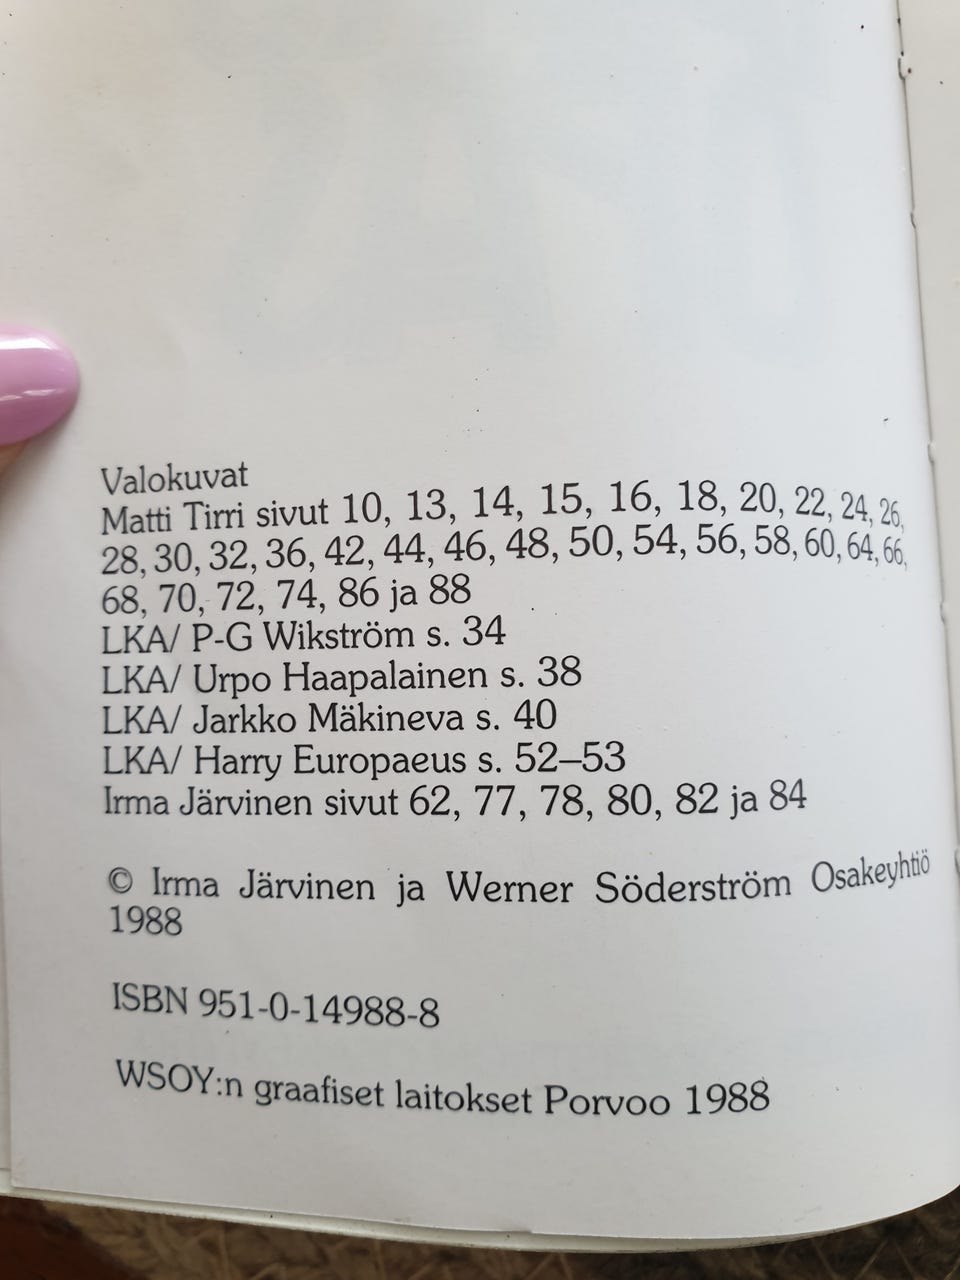 Valokuvat
Matti Tirri sivut 10, 13, 14, 15, 16, 18, 20, 22, 24, 26,
28, 30, 32, 36, 42, 44, 46, 48, 50, 54, 56, 58, 60, 64, 66,
68, 70, 72, 74, 86 ja 88
LKA/ P-G Wikström s. 34
LKA/ Urpo Haapalainen s. 38
LKA/ Jarkko Mäkineva s. 40
LKA/ Harry Europaeus s. 52–53
Irma Järvinen sivut 62, 77, 78, 80, 82 ja 84
© Irma Järvinen ja Werner Söderström Osakeyhtiö
1988
ISBN 951-0-14988-8
WSOY:n graafiset laitokset Porvoo 1988